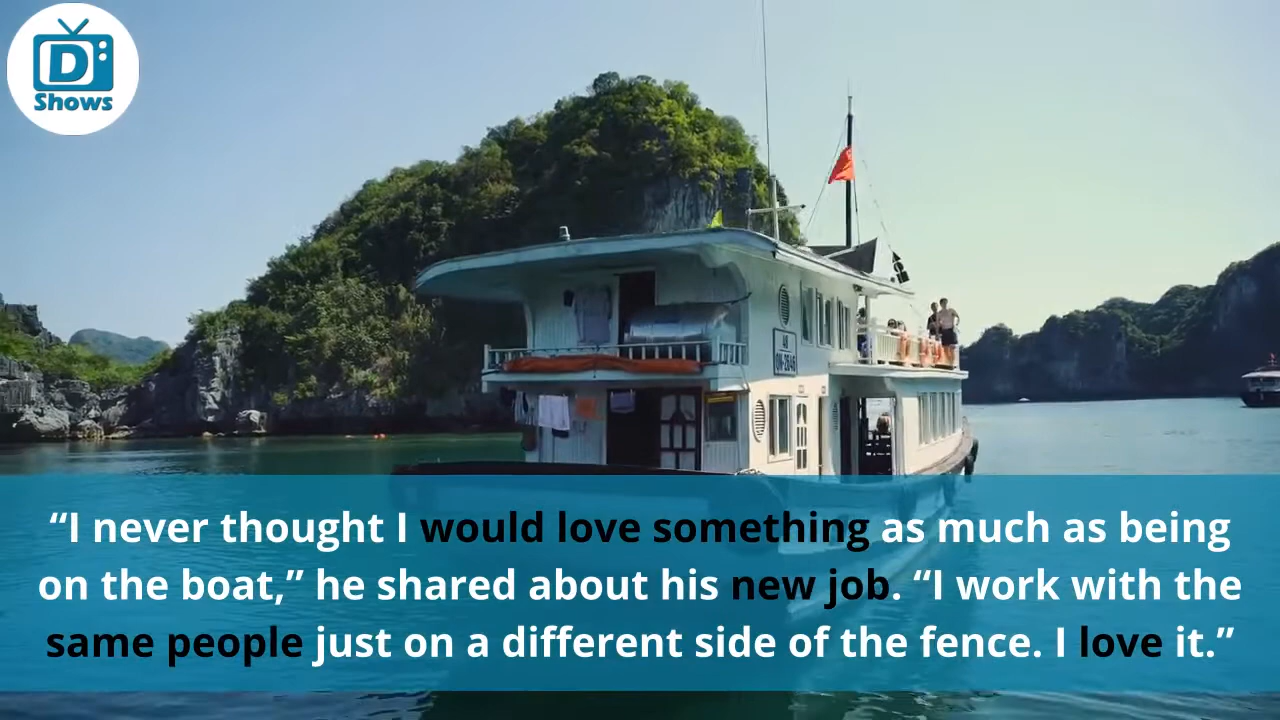 D
Shows
“I never thought I would love something as much as being
on the boat,” he shared about his new job. “I work with the
same people just on a different side of the fence. I love it.”